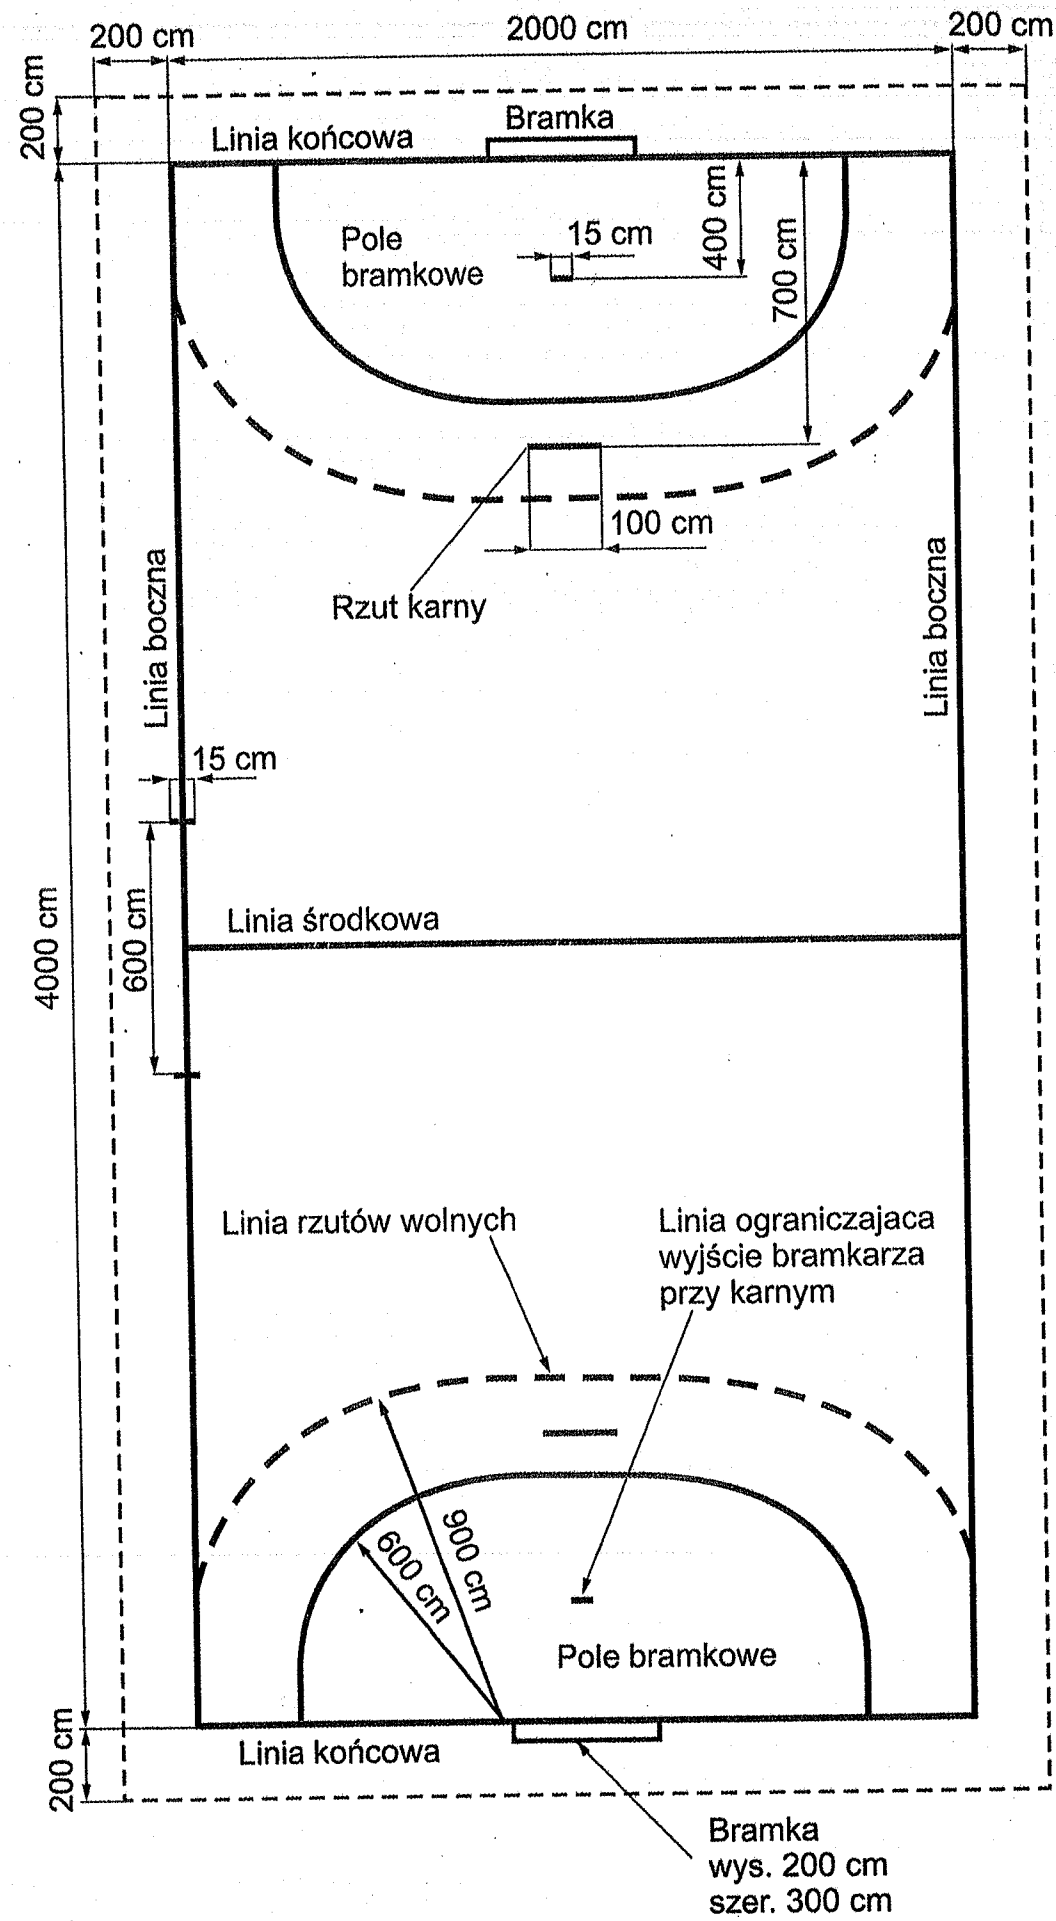 200 cm
2000 cm
200 cm
200 cm
Bramka
Linia końcowa
Pole
bramkowe
15 cm
400 cm
700 cm
100 cm
Rzut karny
Linia boczna
Linia boczna
15 cm
4000 cm
600 cm
Linia środkowa
Linia rzutów wolnych
Linia ograniczajaca
wyjście bramkarza
przy karnym
900 cm
600 cm
Pole bramkowe
200 cm
Linia końcowa
Bramka
wys. 200 cm
szer. 300 cm